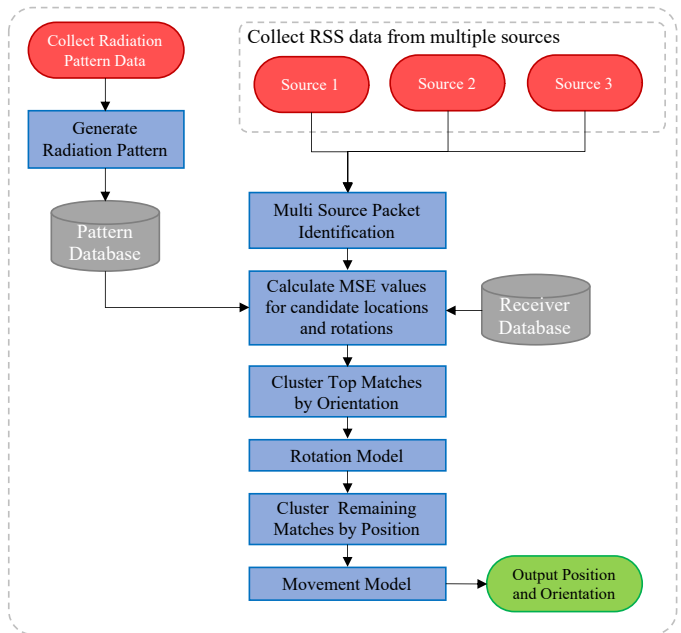 Collect Radiation
Pattern Data
Collect RSS data from multiple sources
Source 1
Source 2
Source 3
Generate
Radiation Pattern
Pattern
Database
Multi Source Packet
Identification
Calculate MSE values
for candidate locations
and rotations
Receiver
Database
Cluster Top Matches
by Orientation
Rotation Model
Cluster Remaining
Matches by Position
Movement Model
Output Position
and Orientation